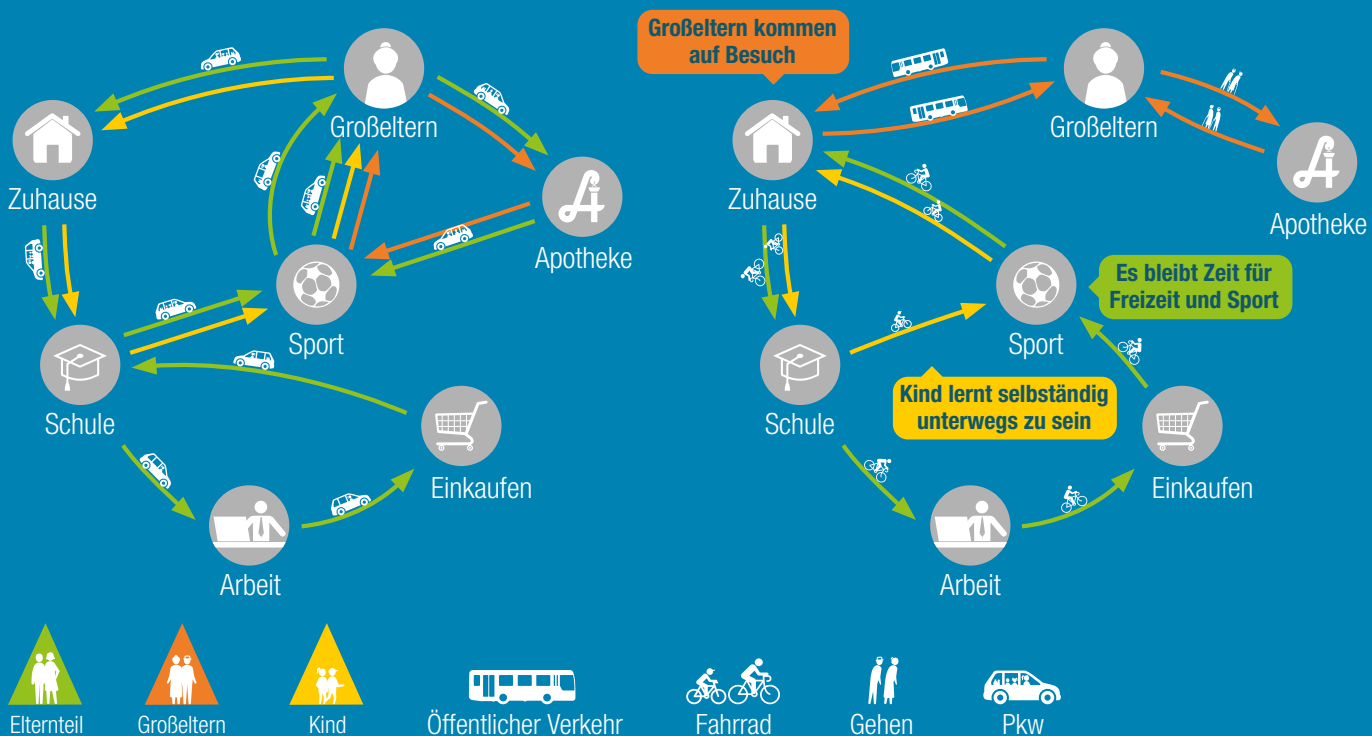 Großeltern
Zuhause
Apotheke
Sport
Schule
Einkaufen
Arbeit
Großeltern kommen
auf Besuch
Großeltern
Zuhause
Apotheke
Es bleibt Zeit für
Freizeit und Sport
Sport
Kind lernt selbständig
unterwegs zu sein
Schule
Einkaufen
Arbeit
Elternteil
Großeltern
Kind
Öffentlicher Verkehr
Fahrrad
Gehen
Pkw